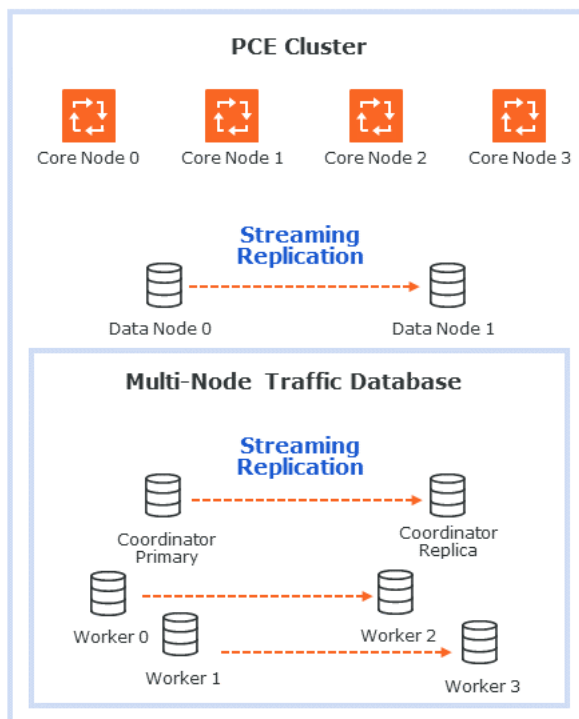 PCE Cluster
Core Node 0
Core Node 1
Core Node 2
Core Node 3
Streaming
Replication
Data Node 0
Data Node 1
Multi-Node Traffic Database
Streaming
Replication
Coordinator
Primary
Coordinator
Replica
Worker 0
Worker 2
Worker 1
Worker 3